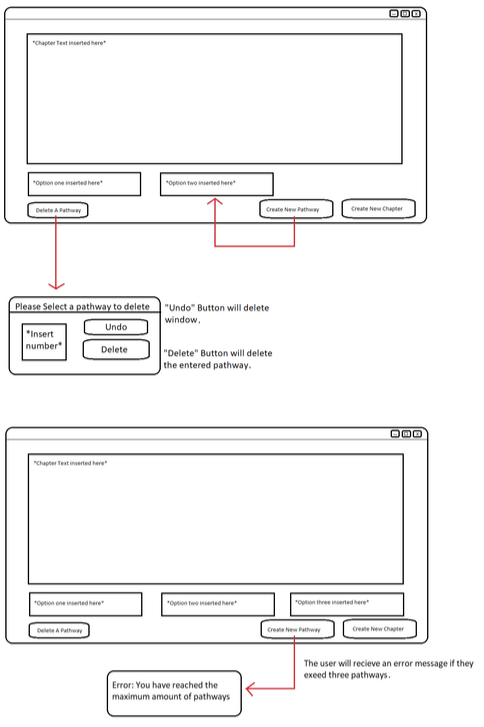 *Chapter Text inserted here*
*Option one inserted here*
*Option two inserted here*
Delete A Pathway
Create New Pathway
Create New Chapter
Please Select a pathway to delete
*Insert
number*
Undo
Delete
"Undo" Button will delete
window.
"Delete" Button will delete
the entered pathway.
*Chapter Text inserted here*
*Option one inserted here*
*Option two inserted here*
*Option three inserted here*
Delete A Pathway
Create New Pathway
Create New Chapter
The user will recieve an error message if they
exeed three pathways.
Error: You have reached the
maximum amount of pathways